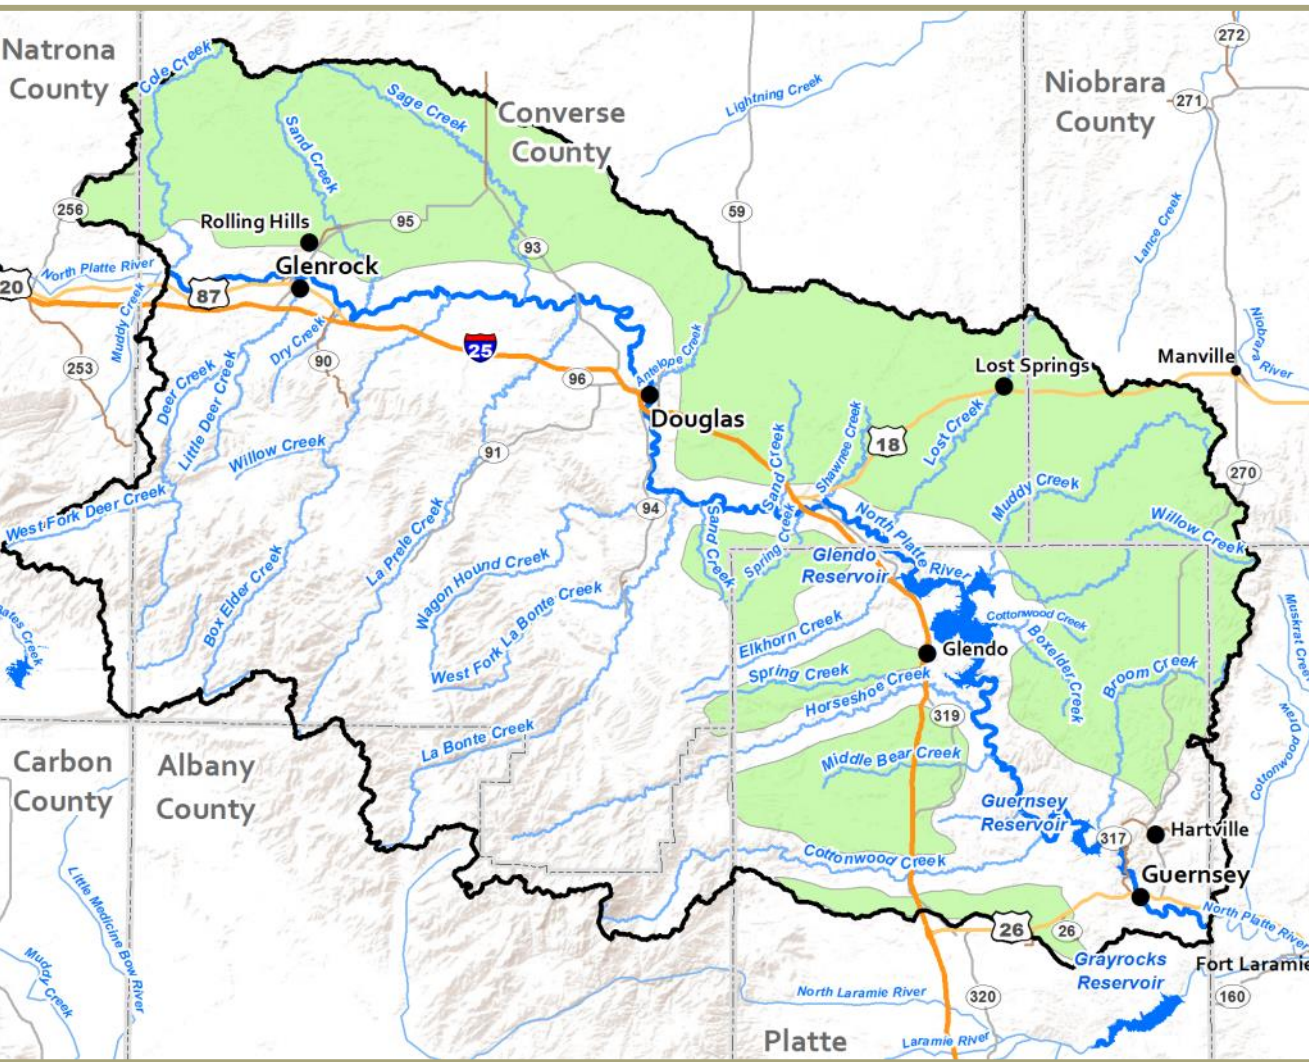 Natrona
County
Cole Creek
Sage Creek
Sand Creek
Converse
County
Lightning Creek
Niobrara
County
272
271
256
Rolling Hills
95
93
59
Lance Creek
North Platte River
20
87
Glenrock
Muddy Creek
253
Deer Creek
Little Deer Creek
Dry Creek
90
25
96
Antelope Creek
Douglas
Lost Springs
Manville
Niobrara
River
Willow Creek
91
18
Sand Creek
Shawnee Creek
Lost Creek
270
West Fork Deer Creek
94
Muddy Creek
Willow Creek
La Prele Creek
Box Elder Creek
Wagon Hound Creek
West Fork La Bonte Creek
Sand Creek
Spring Creek
North Platte
River
Glendo
Reservoir
Elkhorn Creek
Cottonwood Creek
Boxelder Creek
Glendo
Spring Creek
Horseshoe Creek
Broom Creek
319
Muskrat Creek
Cottonwood Draw
La Bonte Creek
Middle Bear Creek
Carbon
County
Albany
County
Guernsey
Reservoir
317
Hartville
Guernsey
Cottonwood Creek
Little Medicine Bow River
26
26
North Platte River
Grayrocks
Reservoir
Fort Laramie
Muddy Creek
North Laramie River
320
160
Platte
Laramie River